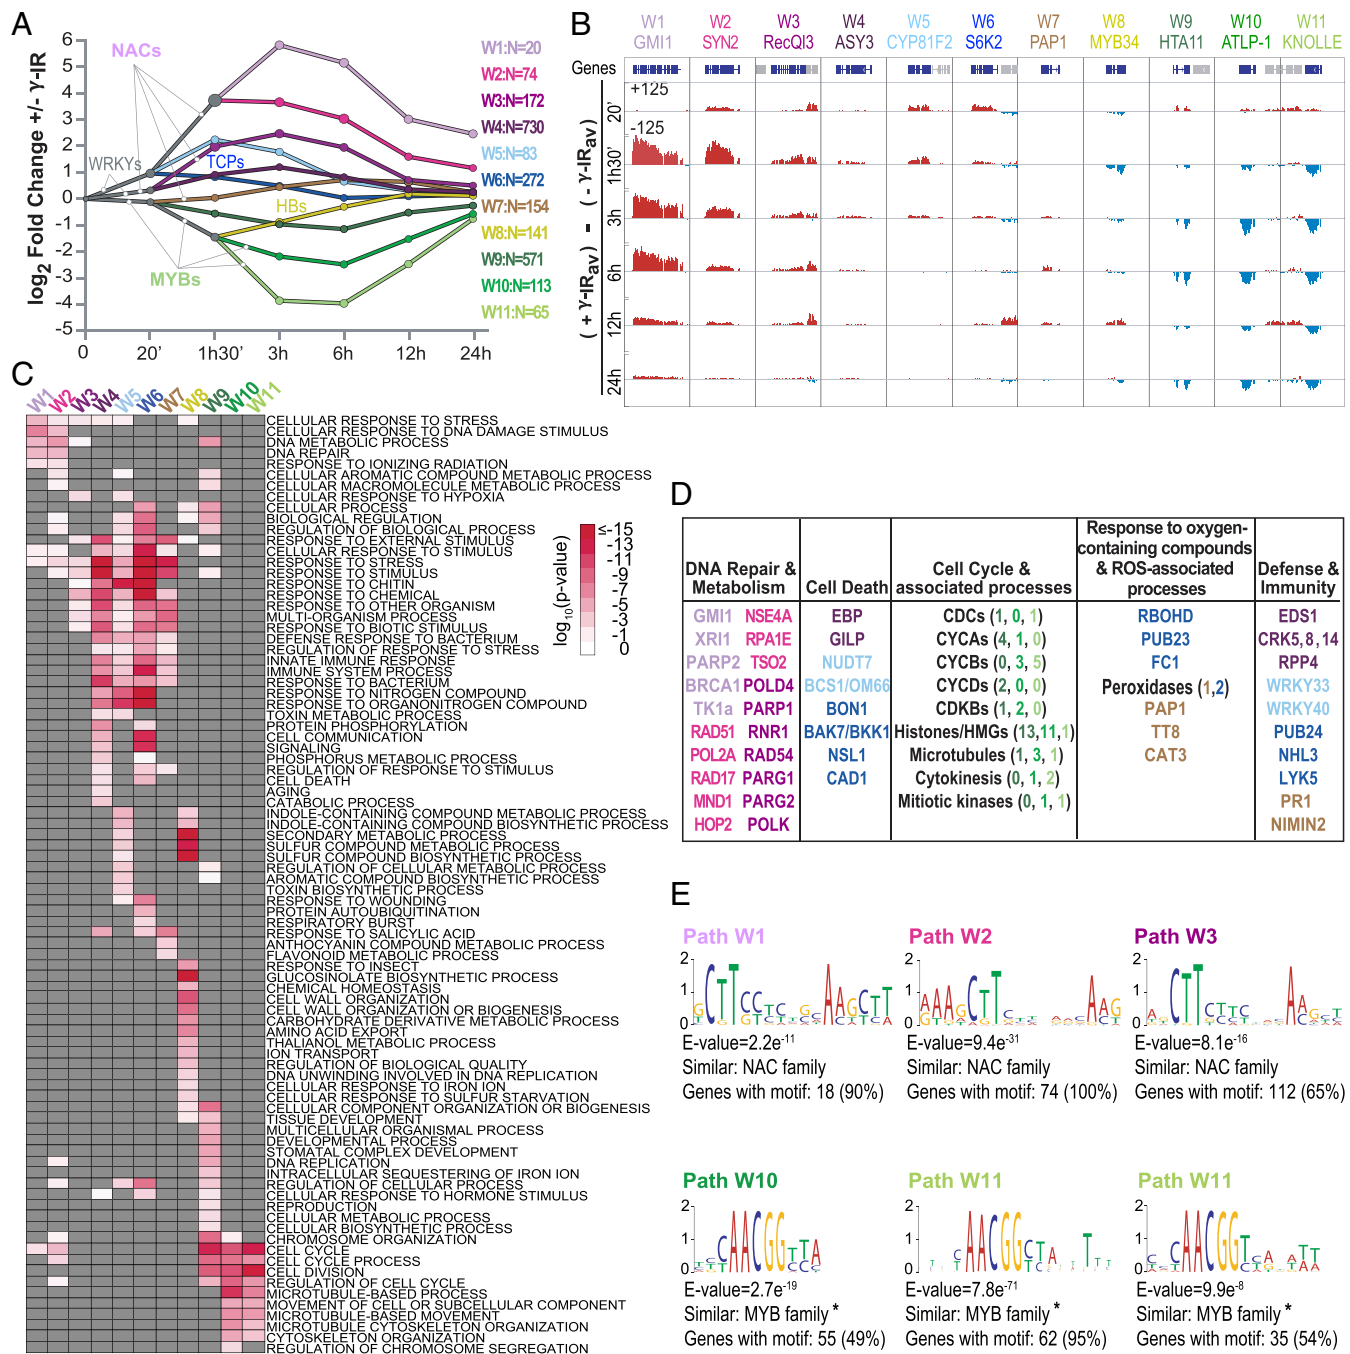 A
6
5
4
3
2
1
0
-1
-2
-3
-4
-5
log2 Fold Change +/- γ-IR
0
20’
1h30’
3h
6h
12h
24h
NACs
WRKYs
TCPs
HBs
MYBs
W1:N=20
W2:N=74
W3:N=172
W4:N=730
W5:N=83
W6:N=272
W7:N=154
W8:N=141
W9:N=571
W10:N=113
W11:N=65
B
W1 W2 W3 W4 W5 W6 W7 W8 W9 W10 W11
GMI1 SYN2 RecQl3 ASY3 CYP81F2 S6K2 PAP1 MYB34 HTA11 ATLP-1 KNOLLE
Genes
+125
-125
( + γ-IRav) - ( - γ-IRav)
20’
1h30’
3h
6h
12h
24h
C
W1 W2 W3 W4 W5 W6 W7 W8 W9 W10 W11
CELLULAR RESPONSE TO STRESS
CELLULAR RESPONSE TO DNA DAMAGE STIMULUS
DNA METABOLIC PROCESS
DNA REPAIR
RESPONSE TO IONIZING RADIATION
CELLULAR AROMATIC COMPOUND METABOLIC PROCESS
CELLULAR MACROMOLECULE METABOLIC PROCESS
CELLULAR RESPONSE TO HYPOXIA
CELLULAR PROCESS
BIOLOGICAL REGULATION
REGULATION OF BIOLOGICAL PROCESS
RESPONSE TO EXTERNAL STIMULUS
CELLULAR RESPONSE TO STIMULUS
RESPONSE TO STRESS
RESPONSE TO STIMULUS
RESPONSE TO CHITIN
RESPONSE TO CHEMICAL
RESPONSE TO OTHER ORGANISM
MULTI-ORGANISM PROCESS
RESPONSE TO BIOTIC STIMULUS
DEFENSE RESPONSE TO BACTERIUM
REGULATION OF RESPONSE TO STRESS
INNATE IMMUNE RESPONSE
IMMUNE SYSTEM PROCESS
RESPONSE TO BACTERIUM
RESPONSE TO NITROGEN COMPOUND
RESPONSE TO ORGANONITROGEN COMPOUND
TOXIN METABOLIC PROCESS
PROTEIN PHOSPHORYLATION
CELL COMMUNICATION
SIGNALING
PHOSPHORUS METABOLIC PROCESS
REGULATION OF RESPONSE TO STIMULUS
CELL DEATH
AGING
CATABOLIC PROCESS
INDOLE-CONTAINING COMPOUND METABOLIC PROCESS
INDOLE-CONTAINING COMPOUND BIOSYNTHETIC PROCESS
SECONDARY METABOLIC PROCESS
SULFUR COMPOUND METABOLIC PROCESS
SULFUR COMPOUND BIOSYNTHETIC PROCESS
REGULATION OF CELLULAR METABOLIC PROCESS
AROMATIC COMPOUND BIOSYNTHETIC PROCESS
TOXIN BIOSYNTHETIC PROCESS
RESPONSE TO WOUNDING
PROTEIN AUTOUBIQUITINATION
RESPIRATORY BURST
RESPONSE TO SALICYLIC ACID
ANTHOCYANIN COMPOUND METABOLIC PROCESS
FLAVONOID METABOLIC PROCESS
RESPONSE TO INSECT
GLUCOSINOLATE BIOSYNTHETIC PROCESS
CHEMICAL HOMEOSTASIS
CELL WALL ORGANIZATION
CELL WALL ORGANIZATION OR BIOGENESIS
CARBOHYDRATE DERIVATIVE METABOLIC PROCESS
AMINO ACID EXPORT
THALIANOL METABOLIC PROCESS
ION TRANSPORT
REGULATION OF BIOLOGICAL QUALITY
DNA UNWINDING INVOLVED IN DNA REPLICATION
CELLULAR RESPONSE TO IRON ION
CELLULAR RESPONSE TO SULFUR STARVATION
CELLULAR COMPONENT ORGANIZATION OR BIOGENESIS
TISSUE DEVELOPMENT
MULTICELLULAR ORGANISMAL PROCESS
DEVELOPMENTAL PROCESS
STOMATAL COMPLEX DEVELOPMENT
DNA REPLICATION
INTRACELLULAR SEQUESTERING OF IRON ION
REGULATION OF CELLULAR PROCESS
CELLULAR RESPONSE TO HORMONE STIMULUS
REPRODUCTION
CELLULAR METABOLIC PROCESS
CELLULAR BIOSYNTHETIC PROCESS
CHROMOSOME ORGANIZATION
CELL CYCLE
CELL CYCLE PROCESS
CELL DIVISION
REGULATION OF CELL CYCLE
MICROTUBULE-BASED PROCESS
MOVEMENT OF CELL OR SUBCELLULAR COMPONENT
MICROTUBULE-BASED MOVEMENT
MICROTUBULE CYTOSKELETON ORGANIZATION
CYTOSKELETON ORGANIZATION
REGULATION OF CHROMOSOME SEGREGATION
log10(p-value)
≤-15
-13
-11
-9
-7
-5
-3
-1
0
D
DNA Repair & Metabolism
Cell Death
Cell Cycle & associated processes
Response to oxygen-containing compounds & ROS-associated processes
Defense & Immunity
GMI1 NSE4A EBP CDCs (1, 0, 1) RBOHD EDS1
XRI1 RPA1E GILP CYCAs (4, 1, 0) PUB23 CRK5,8,14
PARP2 TSO2 NUDT7 CYCBs (0, 3, 5) FC1 RPP4
BRCA1 POLD4 BCS1/OM66 CYCDs (2, 0, 0) Peroxidases (1,2) WRKY33
TK1a PARP1 BON1 CDKBs (1, 2, 0) PAP1 WRKY40
RAD51 RNR1 BAK7/BKK1 Histones/HMGs (13,11,1) TT8 PUB24
POL2A RAD54 NSL1 Microtubules (1, 3, 1) CAT3 NHL3
RAD17 PARG1 CAD1 Cytokinesis (0, 1, 2) LYK5
MND1 PARG2 Mitiotic kinases (0, 1, 1) PR1
HOP2 POLK NIMIN2
E
Path W1
2
1
0
E-value=2.2e-11
Similar: NAC family
Genes with motif: 18 (90%)
Path W2
2
1
0
E-value=9.4e-31
Similar: NAC family
Genes with motif: 74 (100%)
Path W3
2
1
0
E-value=8.1e-16
Similar: NAC family
Genes with motif: 112 (65%)
Path W10
2
1
0
E-value=2.7e-19
Similar: MYB family *
Genes with motif: 55 (49%)
Path W11
2
1
0
E-value=7.8e-71
Similar: MYB family *
Genes with motif: 62 (95%)
Path W11
2
1
0
E-value=9.9e-8
Similar: MYB family *
Genes with motif: 35 (54%)